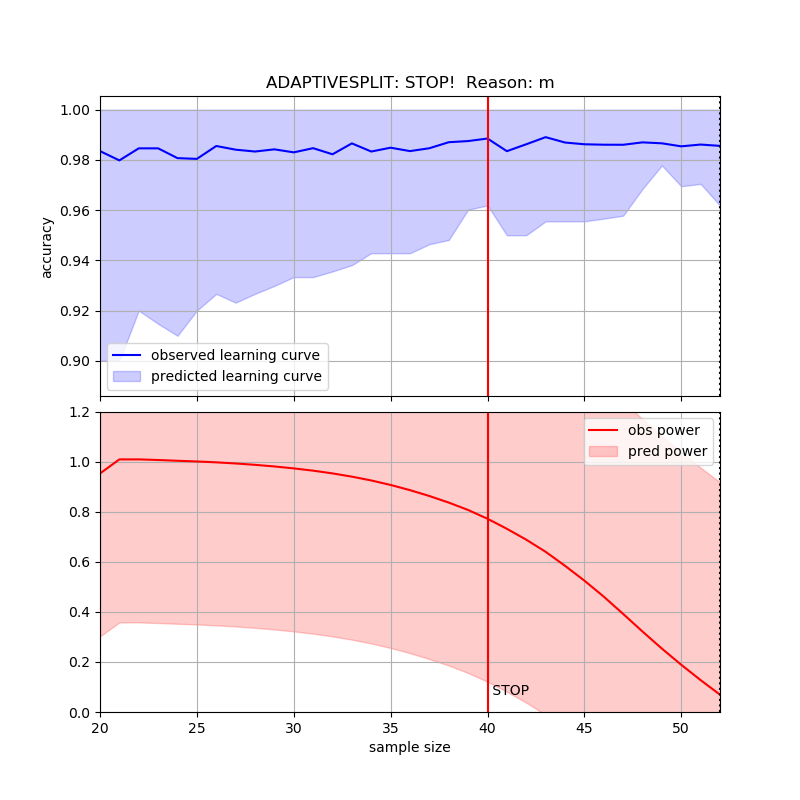 ADAPTIVESPLIT: STOP!  Reason: m
1.00
0.98
0.96
0.94
0.92
0.90
accuracy
observed learning curve
predicted learning curve
1.2
1.0
0.8
0.6
0.4
0.2
0.0
obs power
pred power
STOP
20 25 30 35 40 45 50
sample size